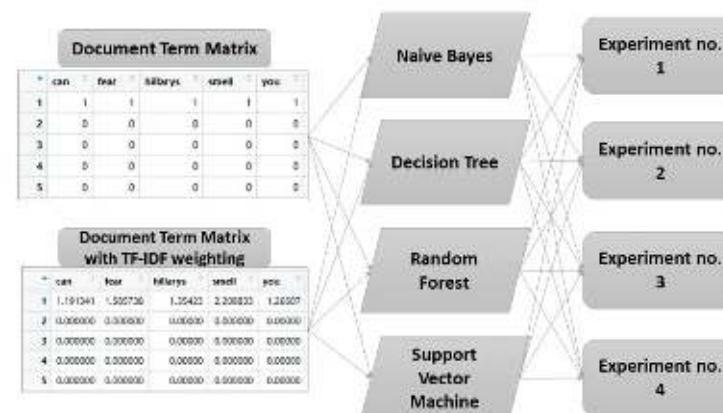 Document Term Matrix
can fear hillarys smell you
1 1 1 1 1 1
2 0 0 0 0 0
3 0 0 0 0 0
4 0 0 0 0 0
5 0 0 0 0 0
Document Term Matrix
with TF-IDF weighting
can fear hillarys smell you
1 1.191341 1.35423
2 0.000000 0.000000 0.00000 0.000000 0.00000
3 0.000000 0.000000 0.00000 0.000000 0.00000
4 0.000000 0.000000 0.00000 0.000000 0.00000
5 0.000000 0.000000 0.00000 0.000000 0.00000
Naive Bayes
Decision Tree
Random
Forest
Support
Vector
Machine
Experiment no.
1
Experiment no.
2
Experiment no.
3
Experiment no.
4